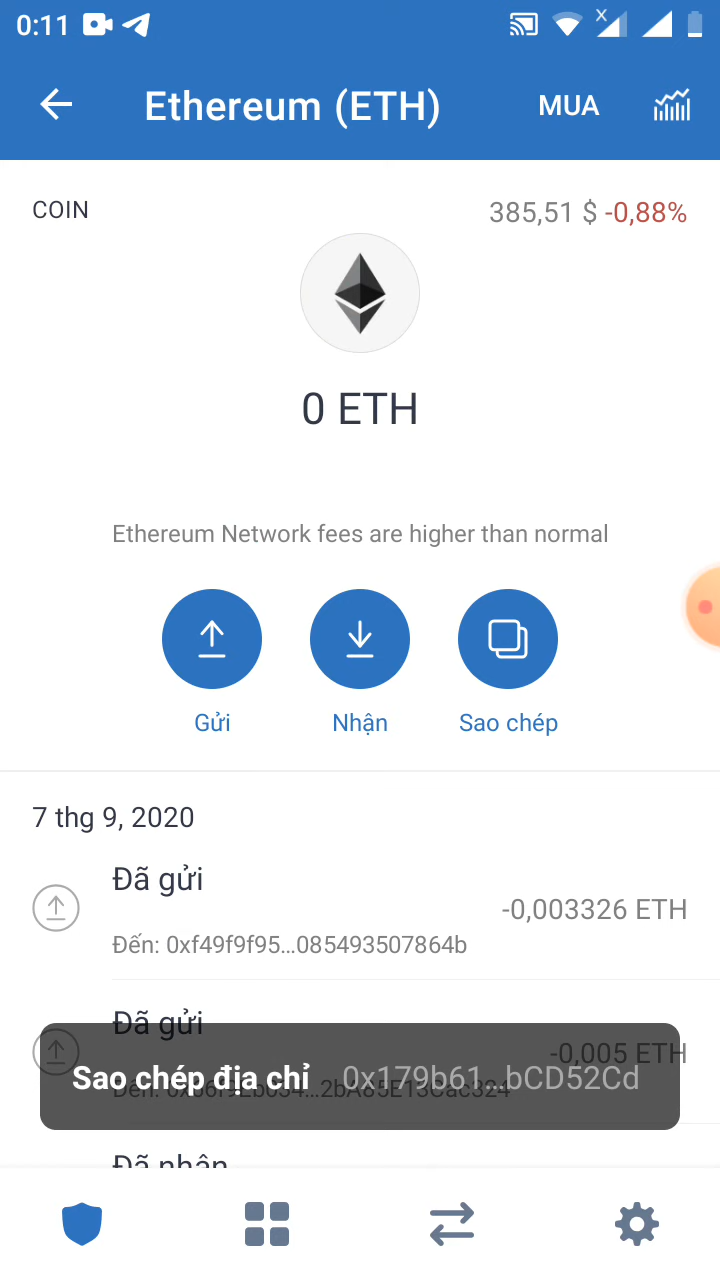 0:11
Ethereum (ETH)
MUA
COIN
385,51 $ -0,88%
0 ETH
Ethereum Network fees are higher than normal
Gửi
Nhận
Sao chép
7 thg 9, 2020
Đã gửi
-0,003326 ETH
Đến: 0xf49f9f95...085493507864b
Đã gửi
-0,005 ETH
Sao chép địa chỉ 0x179b61...bCD52Cd
Đã nhận